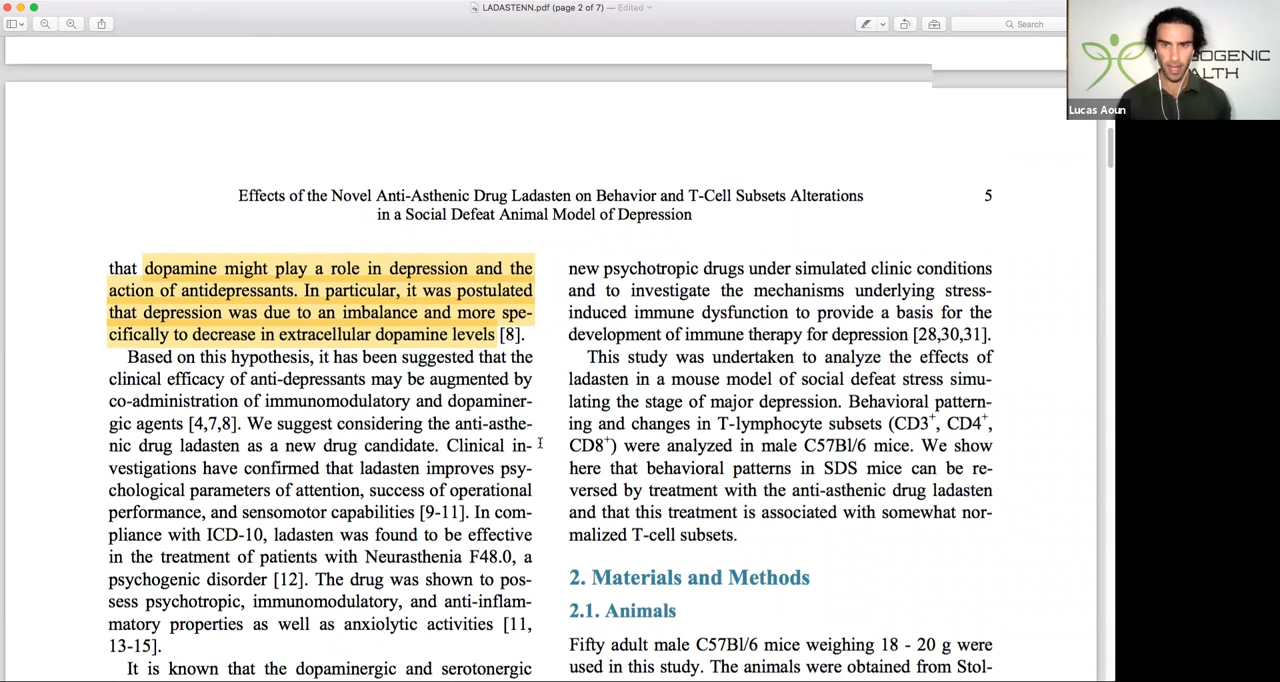 LADASTENN.pdf (page 2 of 7) — Edited
Search
Lucas Aoun
OGENIC
ALTH
Effects of the Novel Anti-Asthenic Drug Ladasten on Behavior and T-Cell Subsets Alterations
in a Social Defeat Animal Model of Depression
5
that dopamine might play a role in depression and the
action of antidepressants. In particular, it was postulated
that depression was due to an imbalance and more spe-
cifically to decrease in extracellular dopamine levels [8].
Based on this hypothesis, it has been suggested that the
clinical efficacy of anti-depressants may be augmented by
co-administration of immunomodulatory and dopaminer-
gic agents [4,7,8]. We suggest considering the anti-asthe-
nic drug ladasten as a new drug candidate. Clinical in-
vestigations have confirmed that ladasten improves psy-
chological parameters of attention, success of operational
performance, and sensomotor capabilities [9-11]. In com-
pliance with ICD-10, ladasten was found to be effective
in the treatment of patients with Neurasthenia F48.0, a
psychogenic disorder [12]. The drug was shown to pos-
sess psychotropic, immunomodulatory, and anti-inflam-
matory properties as well as anxiolytic activities [11,
13-15].
It is known that the dopaminergic and serotonergic
new psychotropic drugs under simulated clinic conditions
and to investigate the mechanisms underlying stress-
induced immune dysfunction to provide a basis for the
development of immune therapy for depression [28,30,31].
This study was undertaken to analyze the effects of
ladasten in a mouse model of social defeat stress simu-
lating the stage of major depression. Behavioral pattern-
ing and changes in T-lymphocyte subsets (CD3⁺, CD4⁺,
CD8⁺) were analyzed in male C57Bl/6 mice. We show
here that behavioral patterns in SDS mice can be re-
versed by treatment with the anti-asthenic drug ladasten
and that this treatment is associated with somewhat nor-
malized T-cell subsets.
2. Materials and Methods
2.1. Animals
Fifty adult male C57Bl/6 mice weighing 18 - 20 g were
used in this study. The animals were obtained from Stol-